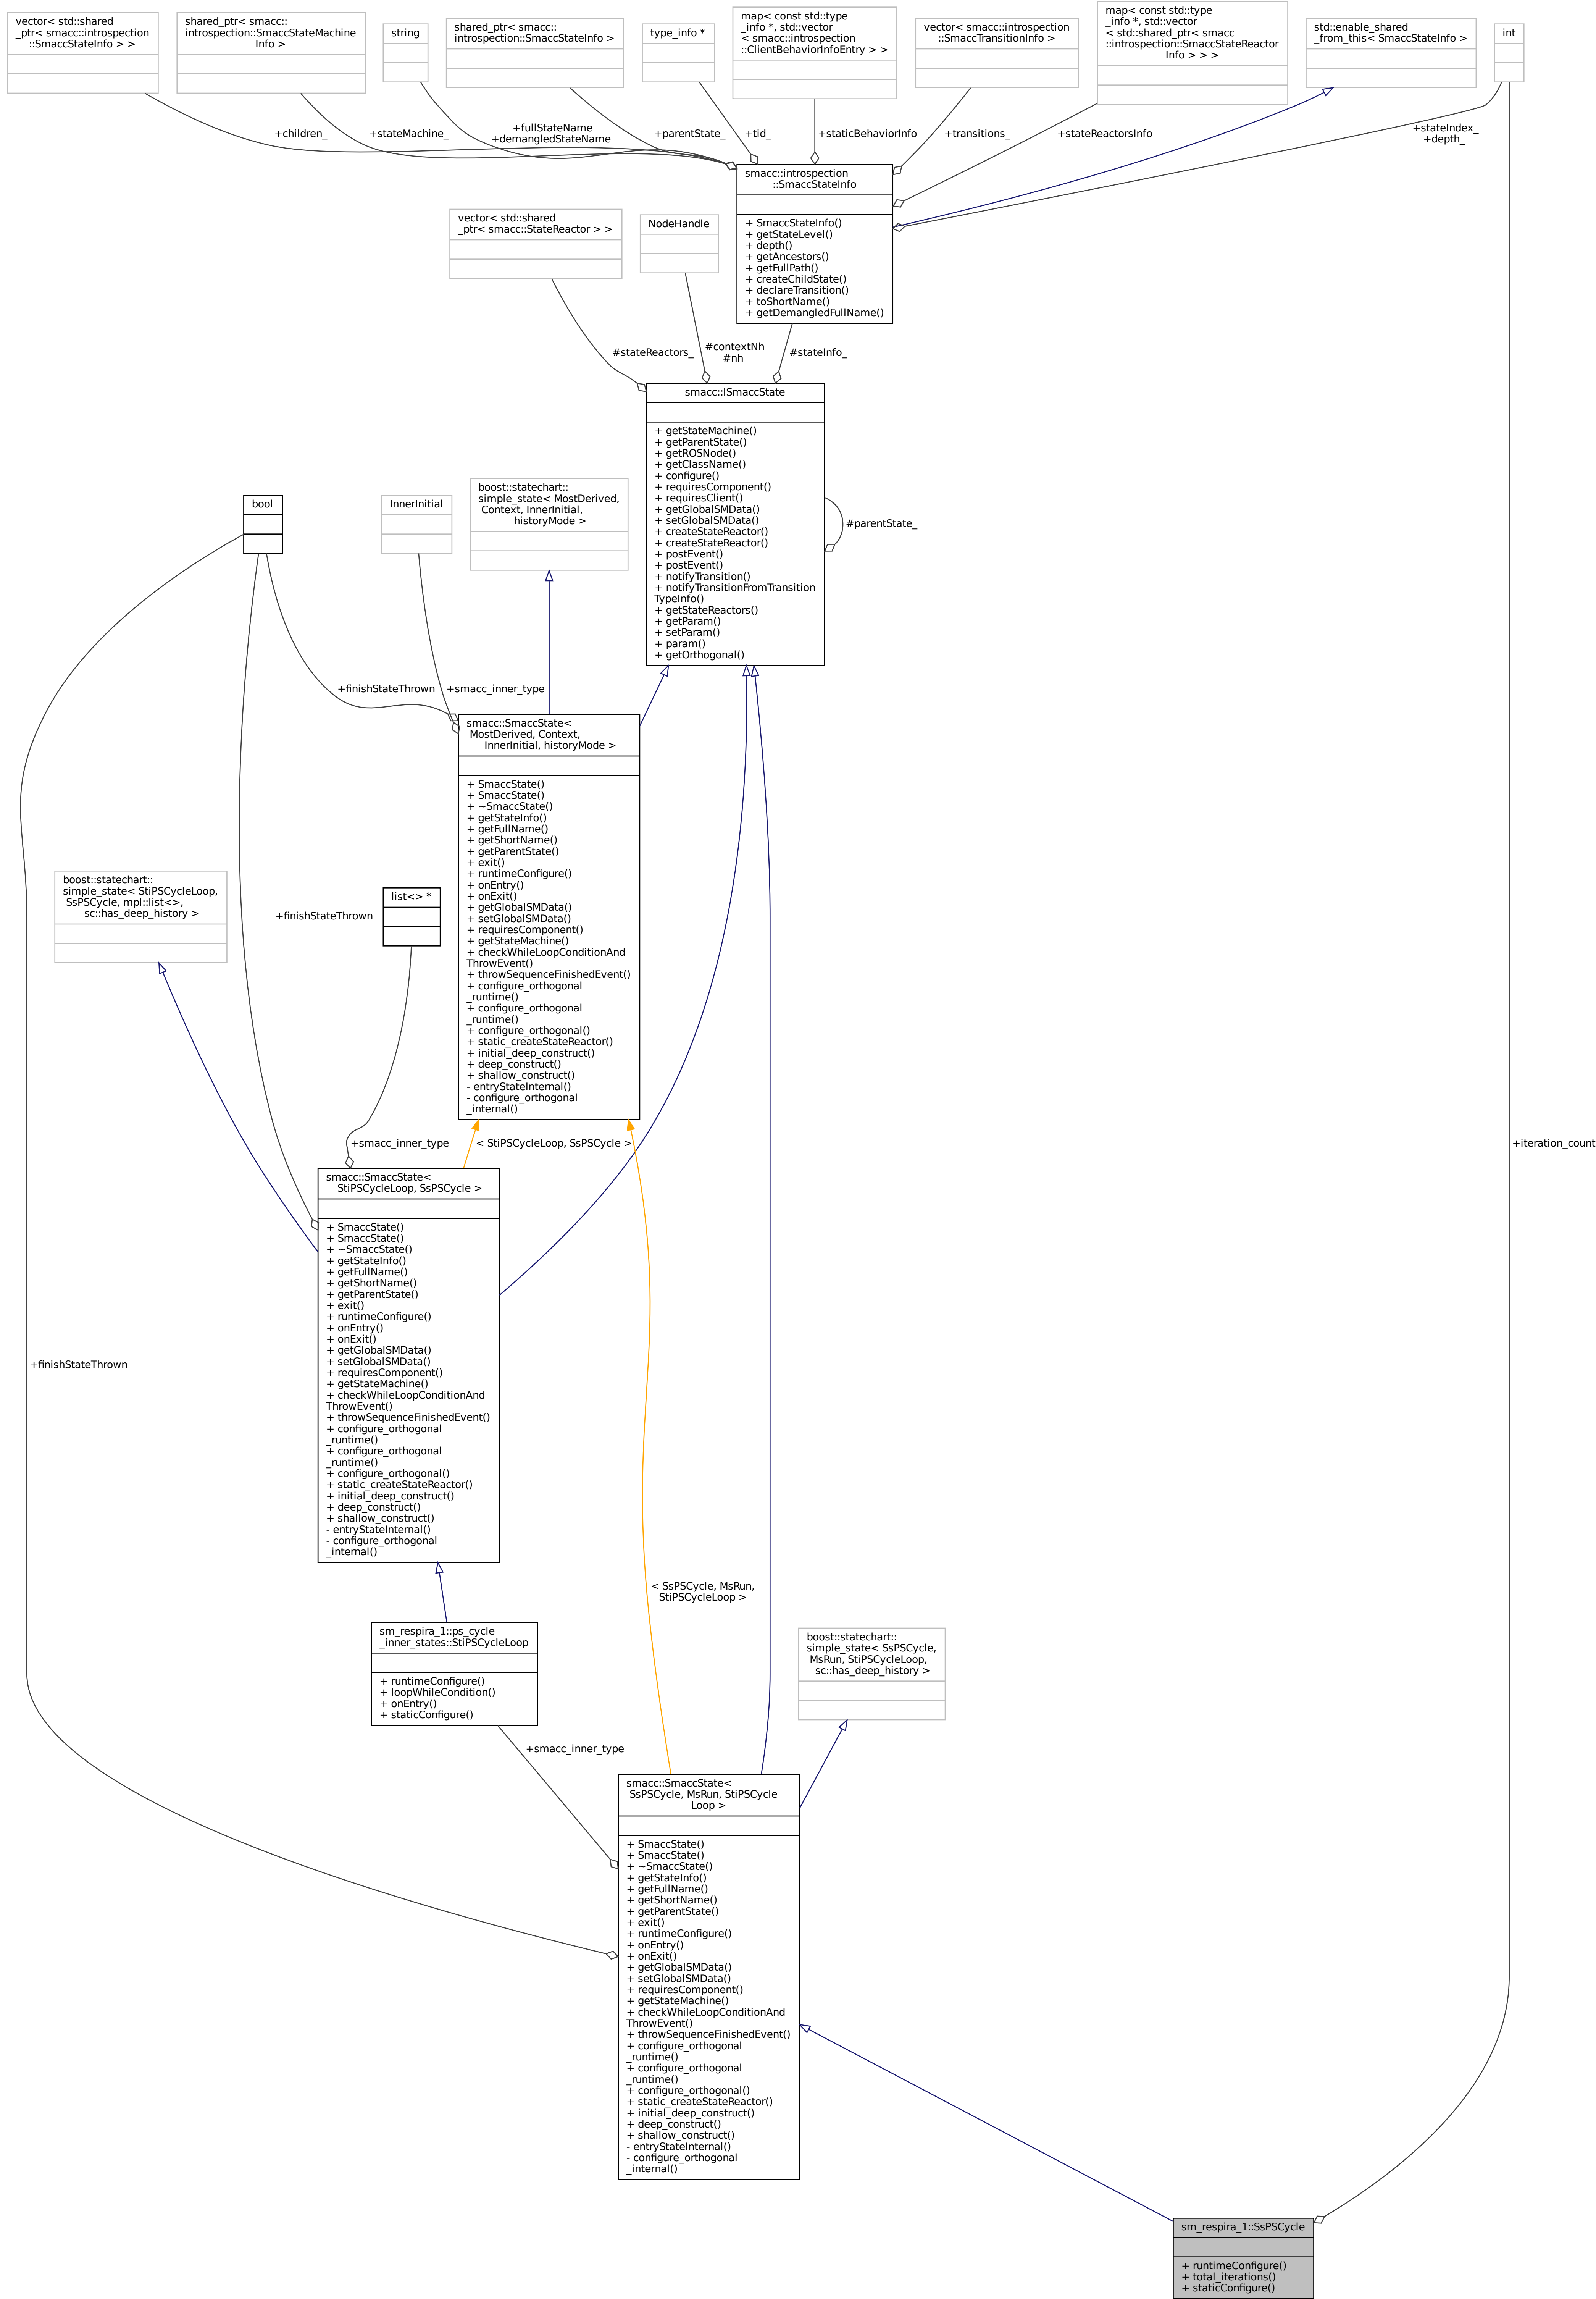 vector< std::shared
_ptr< smacc::introspection
::SmaccStateInfo > >
shared_ptr< smacc::
introspection::SmaccStateMachine
Info >
string
shared_ptr< smacc::
introspection::SmaccStateInfo >
type_info *
map< const std::type
_info *, std::vector
< smacc::introspection
::ClientBehaviorInfoEntry > >
vector< smacc::introspection
::SmaccTransitionInfo >
map< const std::type
_info *, std::vector
< std::shared_ptr< smacc
::introspection::SmaccStateReactor
Info > > >
std::enable_shared
_from_this< SmaccStateInfo >
int
+children_
+stateMachine_
+fullStateName
+demangledStateName
+parentState_
+tid_
+staticBehaviorInfo
+transitions_
+stateReactorsInfo
+stateIndex_
+depth_
smacc::introspection
::SmaccStateInfo
+ SmaccStateInfo()
+ getStateLevel()
+ depth()
+ getAncestors()
+ getFullPath()
+ createChildState()
+ declareTransition()
+ toShortName()
+ getDemangledFullName()
vector< std::shared
_ptr< smacc::StateReactor > >
NodeHandle
#stateReactors_
#contextNh
#nh
#stateInfo_
smacc::ISmaccState
+ getStateMachine()
+ getParentState()
+ getROSNode()
+ getClassName()
+ configure()
+ requiresComponent()
+ requiresClient()
+ getGlobalSMData()
+ setGlobalSMData()
+ createStateReactor()
+ createStateReactor()
+ postEvent()
+ postEvent()
+ notifyTransition()
+ notifyTransitionFromTransition
TypeInfo()
+ getStateReactors()
+ getParam()
+ setParam()
+ param()
+ getOrthogonal()
#parentState_
bool
InnerInitial
boost::statechart::
simple_state< MostDerived,
Context, InnerInitial,
historyMode >
+finishStateThrown
+smacc_inner_type
smacc::SmaccState<
MostDerived, Context,
InnerInitial, historyMode >
+ SmaccState()
+ SmaccState()
+ ~SmaccState()
+ getStateInfo()
+ getFullName()
+ getShortName()
+ getParentState()
+ exit()
+ runtimeConfigure()
+ onEntry()
+ onExit()
+ getGlobalSMData()
+ setGlobalSMData()
+ requiresComponent()
+ getStateMachine()
+ checkWhileLoopConditionAnd
ThrowEvent()
+ throwSequenceFinishedEvent()
+ configure_orthogonal
_runtime()
+ configure_orthogonal
_runtime()
+ configure_orthogonal()
+ static_createStateReactor()
+ initial_deep_construct()
+ deep_construct()
+ shallow_construct()
- entryStateInternal()
- configure_orthogonal
_internal()
boost::statechart::
simple_state< StiPSCycleLoop,
SsPSCycle, mpl::list<>,
sc::has_deep_history >
+finishStateThrown
list<> *
+smacc_inner_type
< StiPSCycleLoop, SsPSCycle >
+iteration_count
smacc::SmaccState<
StiPSCycleLoop, SsPSCycle >
+ SmaccState()
+ SmaccState()
+ ~SmaccState()
+ getStateInfo()
+ getFullName()
+ getShortName()
+ getParentState()
+ exit()
+ runtimeConfigure()
+ onEntry()
+ onExit()
+ getGlobalSMData()
+ setGlobalSMData()
+ requiresComponent()
+ getStateMachine()
+ checkWhileLoopConditionAnd
ThrowEvent()
+ throwSequenceFinishedEvent()
+ configure_orthogonal
_runtime()
+ configure_orthogonal
_runtime()
+ configure_orthogonal()
+ static_createStateReactor()
+ initial_deep_construct()
+ deep_construct()
+ shallow_construct()
- entryStateInternal()
- configure_orthogonal
_internal()
+finishStateThrown
< SsPSCycle, MsRun,
StiPSCycleLoop >
sm_respira_1::ps_cycle
_inner_states::StiPSCycleLoop
+ runtimeConfigure()
+ loopWhileCondition()
+ onEntry()
+ staticConfigure()
boost::statechart::
simple_state< SsPSCycle,
MsRun, StiPSCycleLoop,
sc::has_deep_history >
+smacc_inner_type
smacc::SmaccState<
SsPSCycle, MsRun, StiPSCycle
Loop >
+ SmaccState()
+ SmaccState()
+ ~SmaccState()
+ getStateInfo()
+ getFullName()
+ getShortName()
+ getParentState()
+ exit()
+ runtimeConfigure()
+ onEntry()
+ onExit()
+ getGlobalSMData()
+ setGlobalSMData()
+ requiresComponent()
+ getStateMachine()
+ checkWhileLoopConditionAnd
ThrowEvent()
+ throwSequenceFinishedEvent()
+ configure_orthogonal
_runtime()
+ configure_orthogonal
_runtime()
+ configure_orthogonal()
+ static_createStateReactor()
+ initial_deep_construct()
+ deep_construct()
+ shallow_construct()
- entryStateInternal()
- configure_orthogonal
_internal()
sm_respira_1::SsPSCycle
+ runtimeConfigure()
+ total_iterations()
+ staticConfigure()